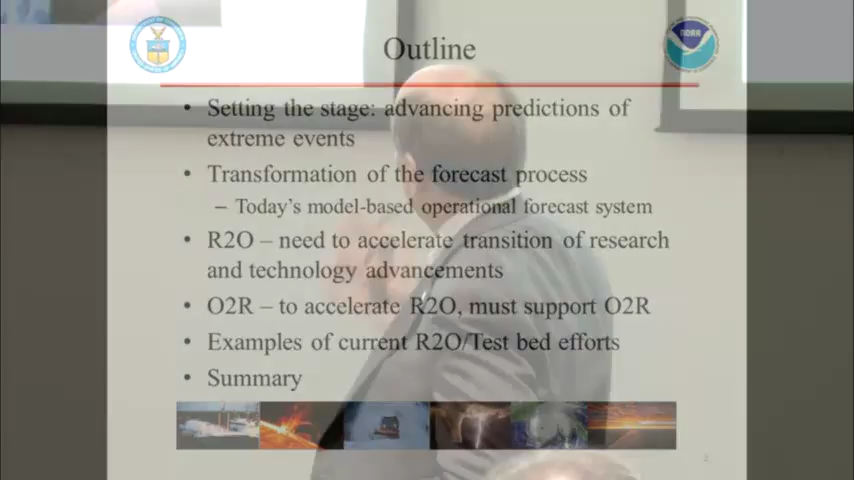 Outline
NOAA
• Setting the stage: advancing predictions of
extreme events
• Transformation of the forecast process
– Today's model-based operational forecast system
• R2O – need to accelerate transition of research
and technology advancements
• O2R – to accelerate R2O, must support O2R
• Examples of current R2O/Test bed efforts
• Summary
2